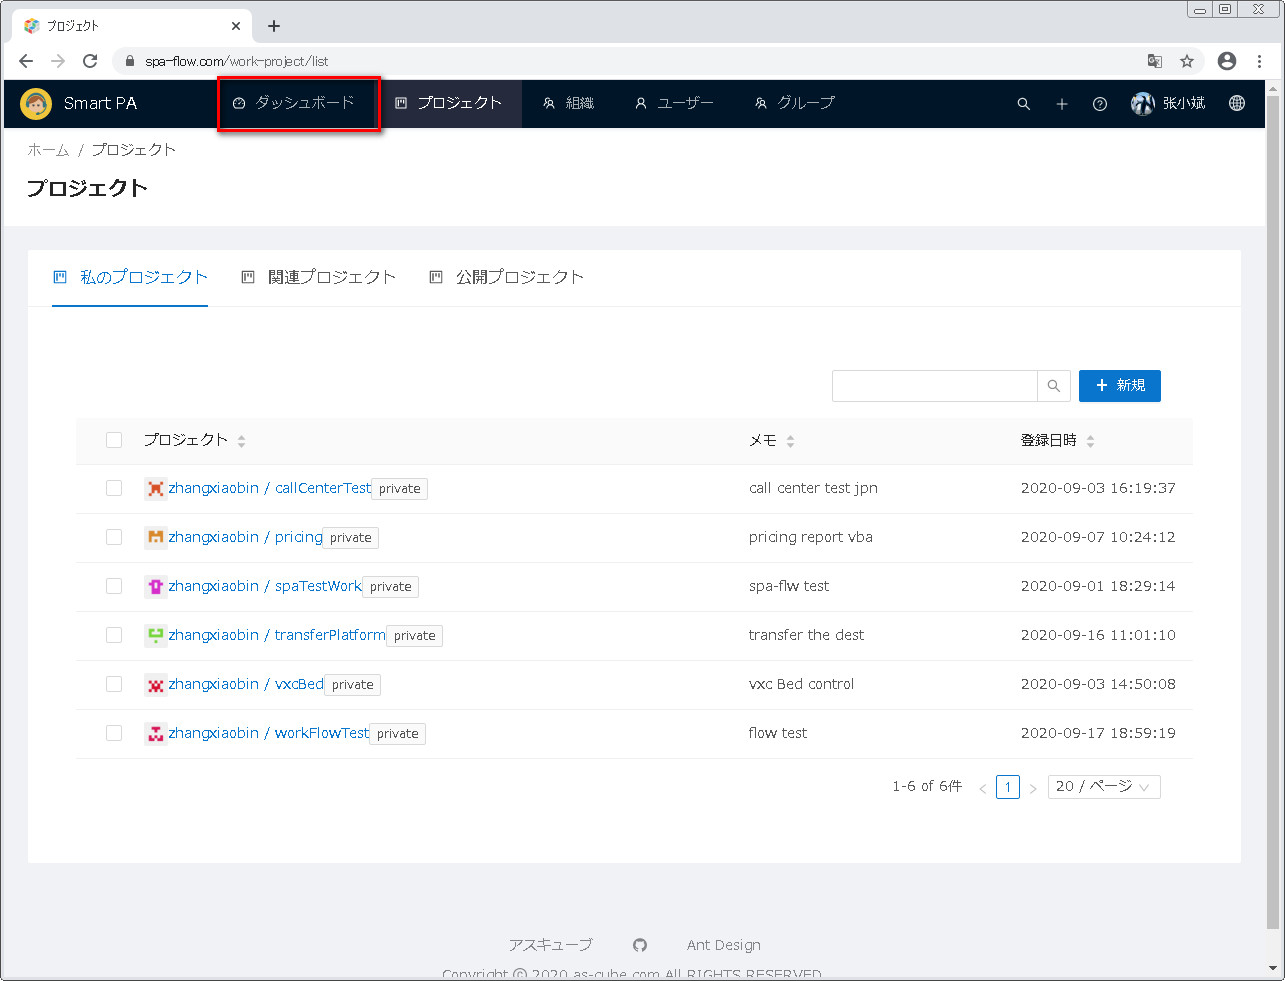 プロジェクト
spa-flow.com/work-project/list
Smart PA ダッシュボード プロジェクト 組織 ユーザー グループ 张小斌
ホーム / プロジェクト
プロジェクト
私のプロジェクト 関連プロジェクト 公開プロジェクト
+ 新規
プロジェクト メモ 登録日時
zhangxiaobin / callCenterTest private call center test jpn 2020-09-03 16:19:37
zhangxiaobin / pricing private pricing report vba 2020-09-07 10:24:12
zhangxiaobin / spaTestWork private spa-flw test 2020-09-01 18:29:14
zhangxiaobin / transferPlatform private transfer the dest 2020-09-16 11:01:10
zhangxiaobin / vxcBed private vxc Bed control 2020-09-03 14:50:08
zhangxiaobin / workFlowTest private flow test 2020-09-17 18:59:19
1-6 of 6件 < 1 > 20 / ページ
アスキューブ Ant Design
Copyright © 2020 as-cube.com All RIGHTS RESERVED